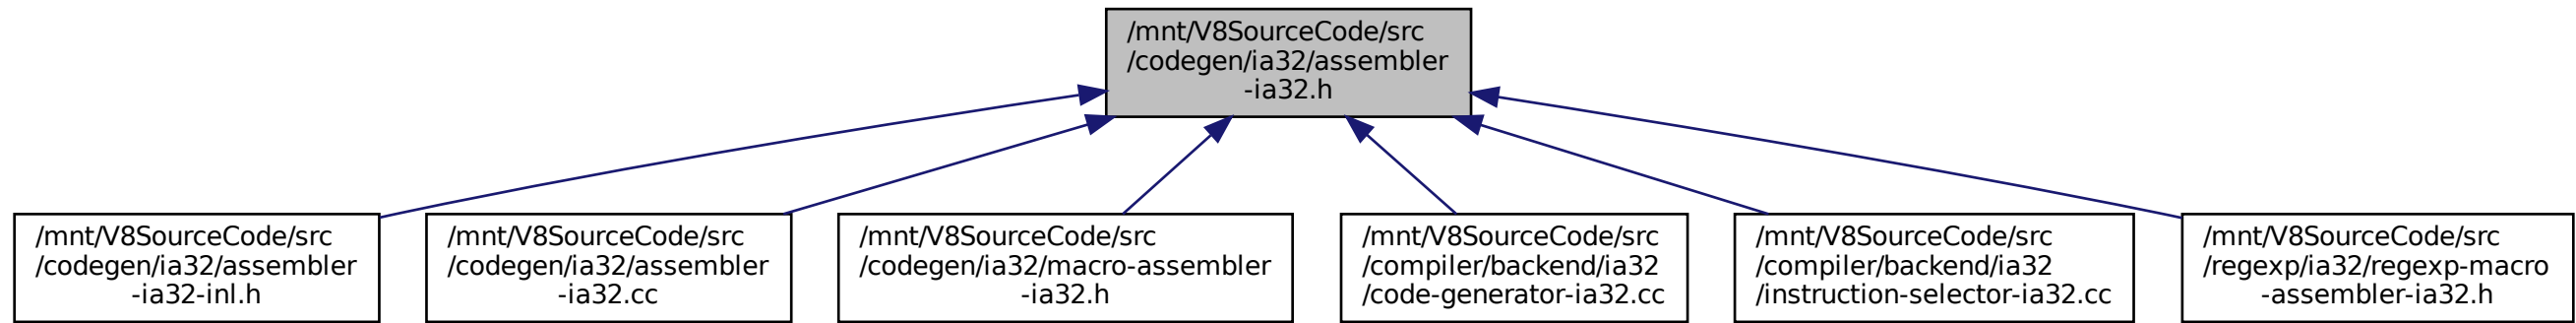 /mnt/V8SourceCode/src
/codegen/ia32/assembler
-ia32.h
/mnt/V8SourceCode/src
/codegen/ia32/assembler
-ia32-inl.h
/mnt/V8SourceCode/src
/codegen/ia32/assembler
-ia32.cc
/mnt/V8SourceCode/src
/codegen/ia32/macro-assembler
-ia32.h
/mnt/V8SourceCode/src
/compiler/backend/ia32
/code-generator-ia32.cc
/mnt/V8SourceCode/src
/compiler/backend/ia32
/instruction-selector-ia32.cc
/mnt/V8SourceCode/src
/regexp/ia32/regexp-macro
-assembler-ia32.h